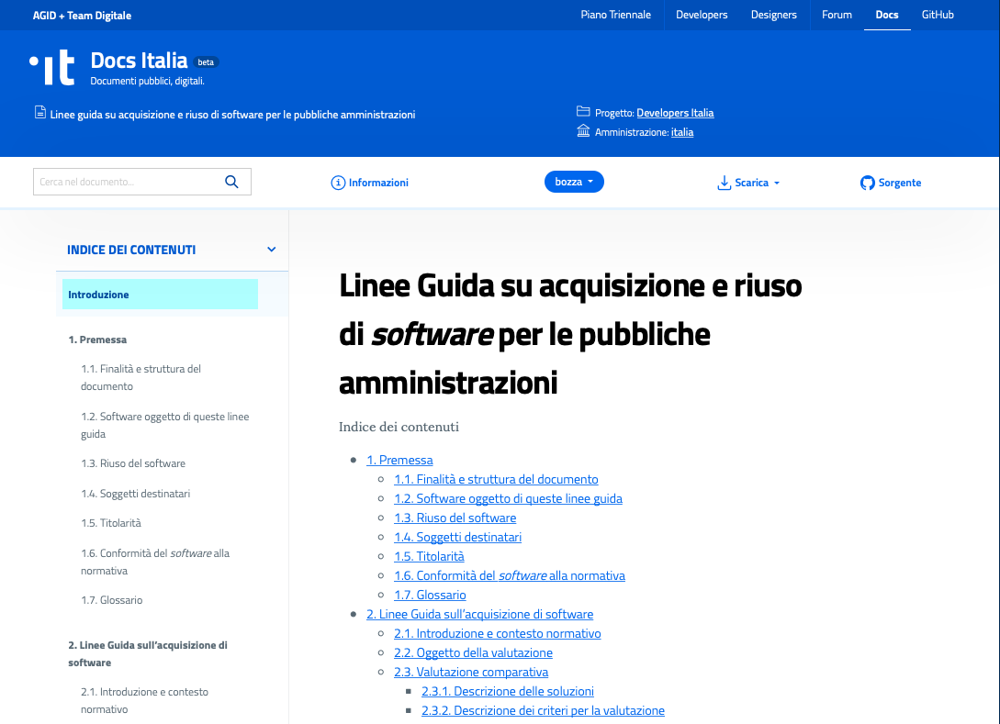 AGID + Team Digitale
Piano Triennale
Developers
Designers
Forum
Docs
GitHub
it
Docs Italia beta
Documenti pubblici, digitali.
Linee guida su acquisizione e riuso di software per le pubbliche amministrazioni
Progetto: Developers Italia
Amministrazione: italia
Cerca nel documento...
Informazioni
bozza
Scarica
Sorgente
INDICE DEI CONTENUTI
Introduzione
1. Premessa
1.1. Finalità e struttura del
documento
1.2. Software oggetto di queste linee
guida
1.3. Riuso del software
1.4. Soggetti destinatari
1.5. Titolarità
1.6. Conformità del software alla
normativa
1.7. Glossario
2. Linee Guida sull’acquisizione di
software
2.1. Introduzione e contesto
normativo
Linee Guida su acquisizione e riuso
di software per le pubbliche
amministrazioni
Indice dei contenuti
1. Premessa
1.1. Finalità e struttura del documento
1.2. Software oggetto di queste linee guida
1.3. Riuso del software
1.4. Soggetti destinatari
1.5. Titolarità
1.6. Conformità del software alla normativa
1.7. Glossario
2. Linee Guida sull’acquisizione di software
2.1. Introduzione e contesto normativo
2.2. Oggetto della valutazione
2.3. Valutazione comparativa
2.3.1. Descrizione delle soluzioni
2.3.2. Descrizione dei criteri per la valutazione